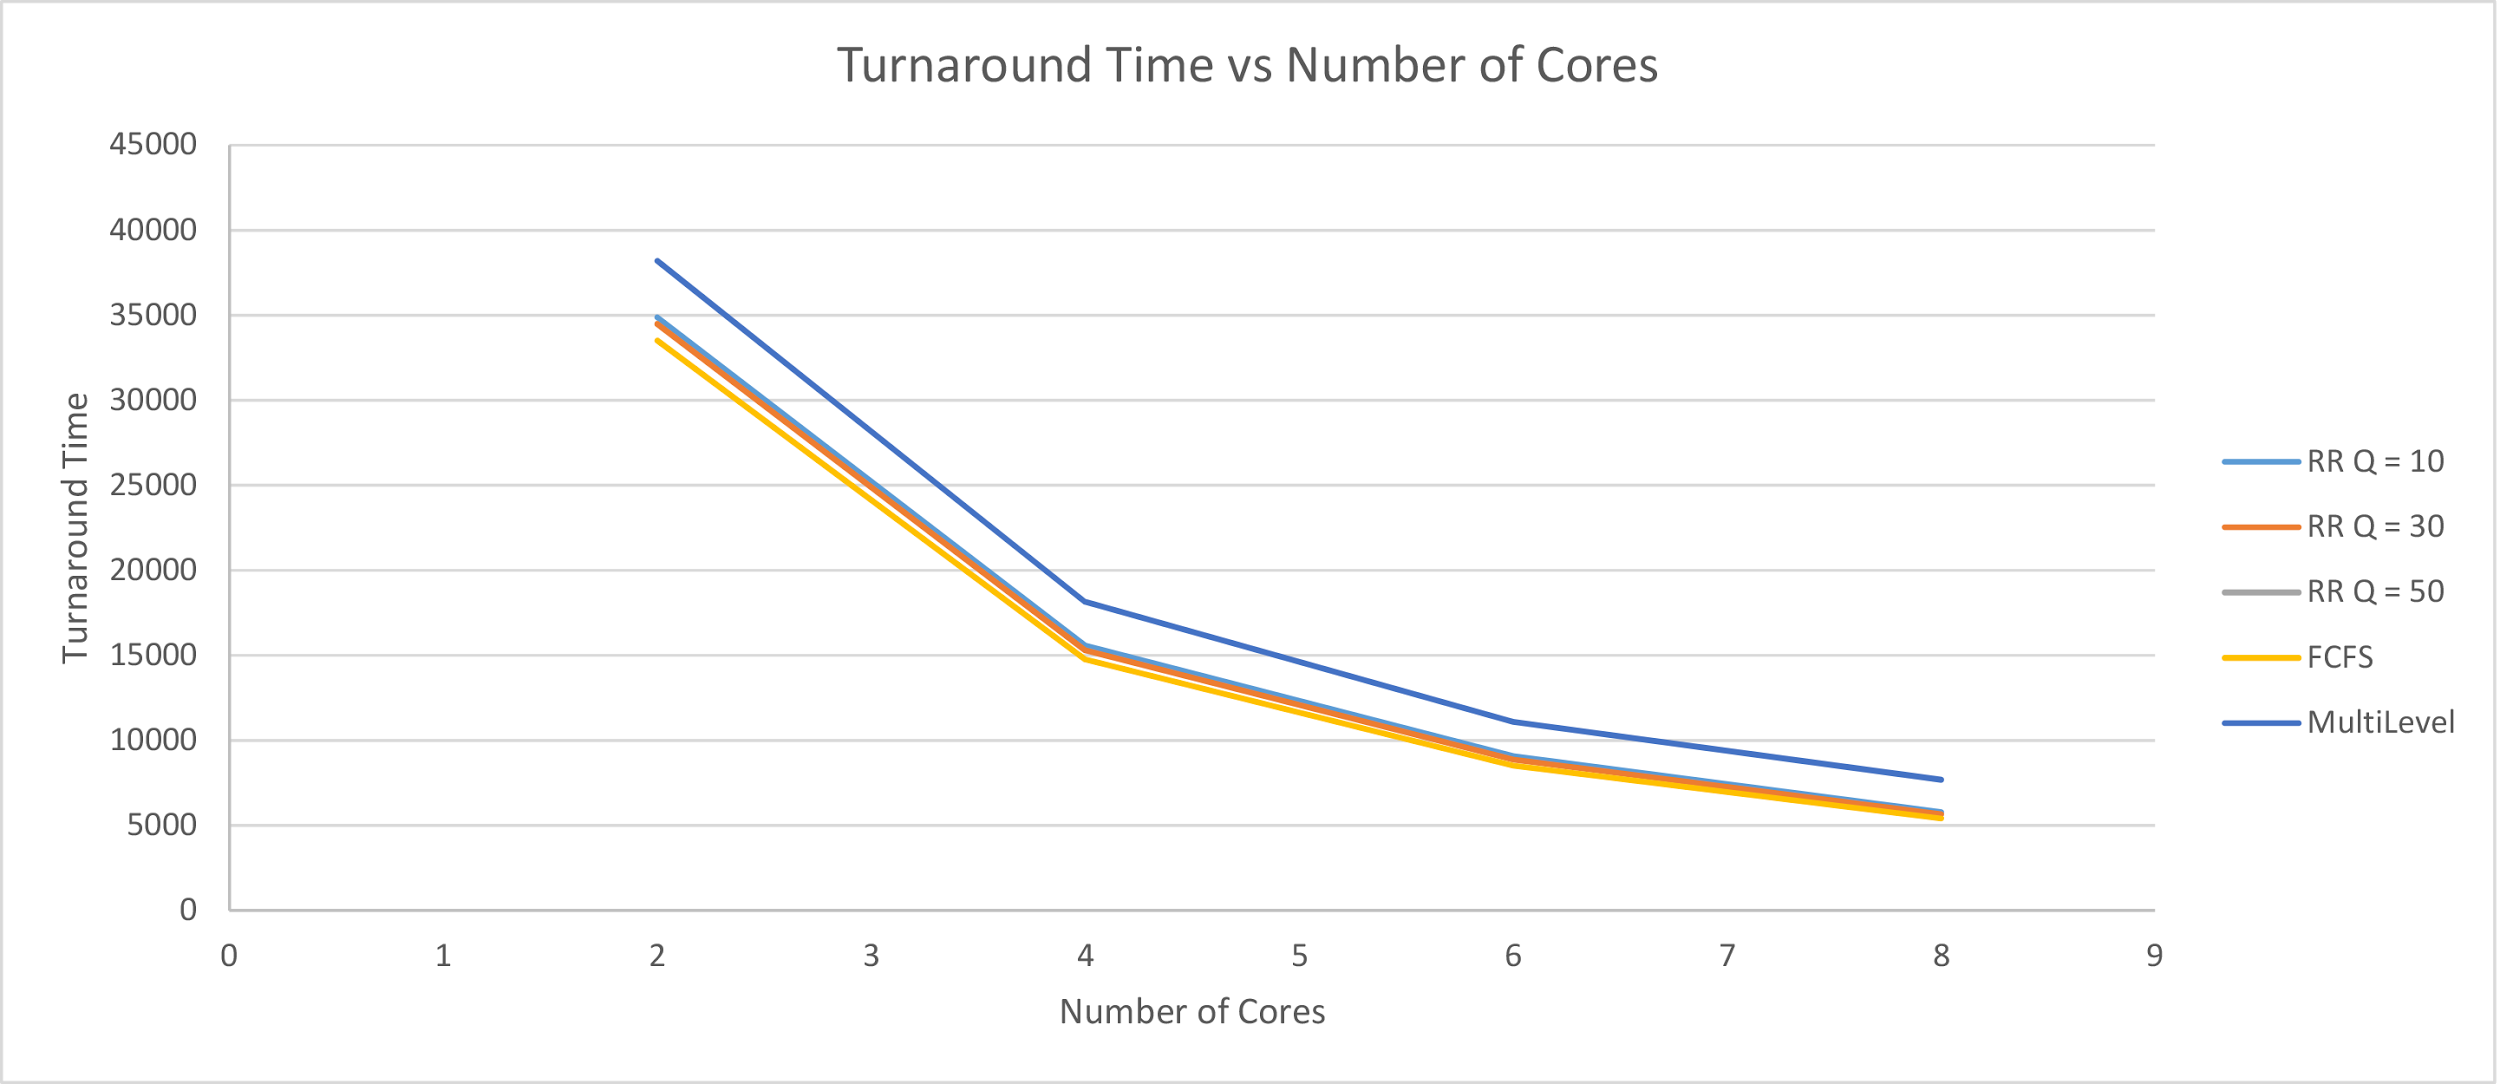 Turnaround Time vs Number of Cores
45000
40000
35000
30000
25000
20000
15000
10000
5000
0
Turnarround Time
0 1 2 3 4 5 6 7 8 9
Number of Cores
RR Q = 10
RR Q = 30
RR Q = 50
FCFS
MultiLevel